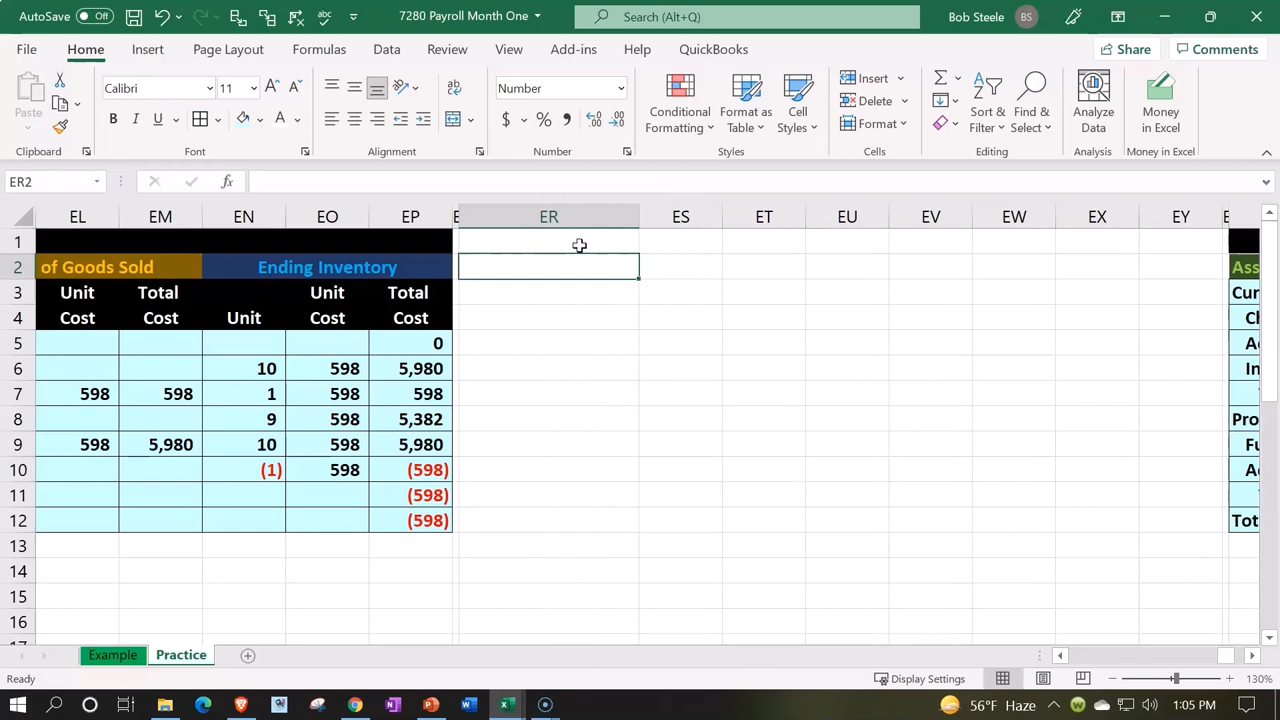 AutoSave Off 7280 Payroll Month One Search (Alt+Q) Bob Steele BS
File Home Insert Page Layout Formulas Data Review View Add-ins Help QuickBooks Share Comments
Paste Calibri 11 Number Conditional Formatting Format as Table Cell Styles Insert Delete Format Sort & Filter Find & Select Analyze Data Money in Excel
Clipboard Font Alignment Number Styles Cells Editing Analysis Money in Excel
ER2 fx
EL EM EN EO EP ER ES ET EU EV EW EX EY
1
2 of Goods Sold Ending Inventory Ass
3 Unit Total Unit Total Cur
4 Cost Cost Unit Cost Cost Ch
5 0 Ac
6 10 598 5,980 In
7 598 598 1 598 598
8 9 598 5,382 Pro
9 598 5,980 10 598 5,980 Fu
10 (1) 598 (598) Ac
11 (598)
12 (598) Tot
13
14
15
16
17
Example Practice
Ready Display Settings 130%
56°F Haze 1:05 PM